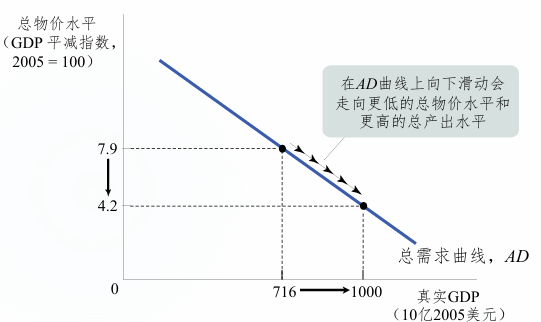 总物价水平
（GDP 平减指数，
2005 = 100）
在AD曲线上向下滑动会
走向更低的总物价水平和
更高的总产出水平
7.9
4.2
总需求曲线，AD
0
716
1000
真实GDP
（10亿2005美元）